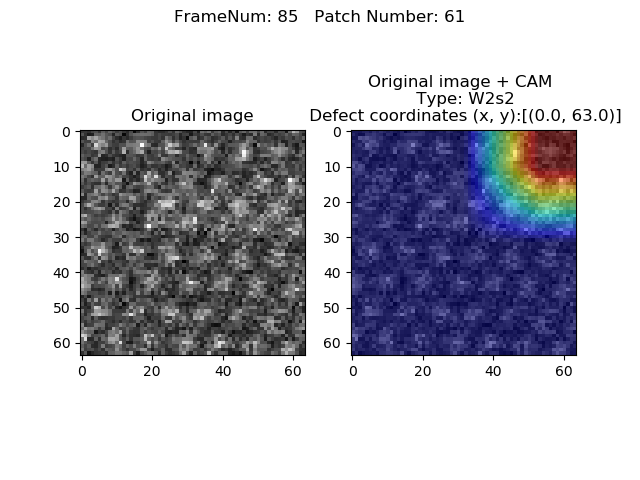 FrameNum: 85   Patch Number: 61
Original image
Original image + CAM
Type: W2s2
Defect coordinates (x, y):[(0.0, 63.0)]
0
10
20
30
40
50
60
0 20 40 60
0
10
20
30
40
50
60
0 20 40 60